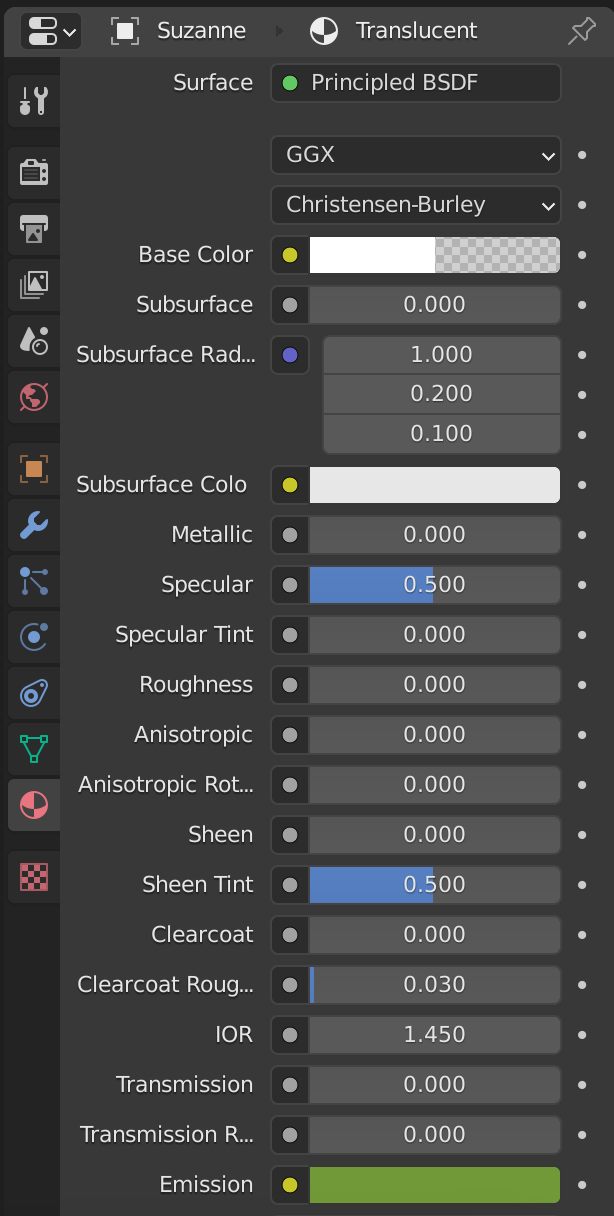 Suzanne Translucent
Surface Principled BSDF
GGX
Christensen-Burley
Base Color
Subsurface 0.000
Subsurface Rad... 1.000
0.200
0.100
Subsurface Colo
Metallic 0.000
Specular 0.500
Specular Tint 0.000
Roughness 0.000
Anisotropic 0.000
Anisotropic Rot... 0.000
Sheen 0.000
Sheen Tint 0.500
Clearcoat 0.000
Clearcoat Roug... 0.030
IOR 1.450
Transmission 0.000
Transmission R... 0.000
Emission